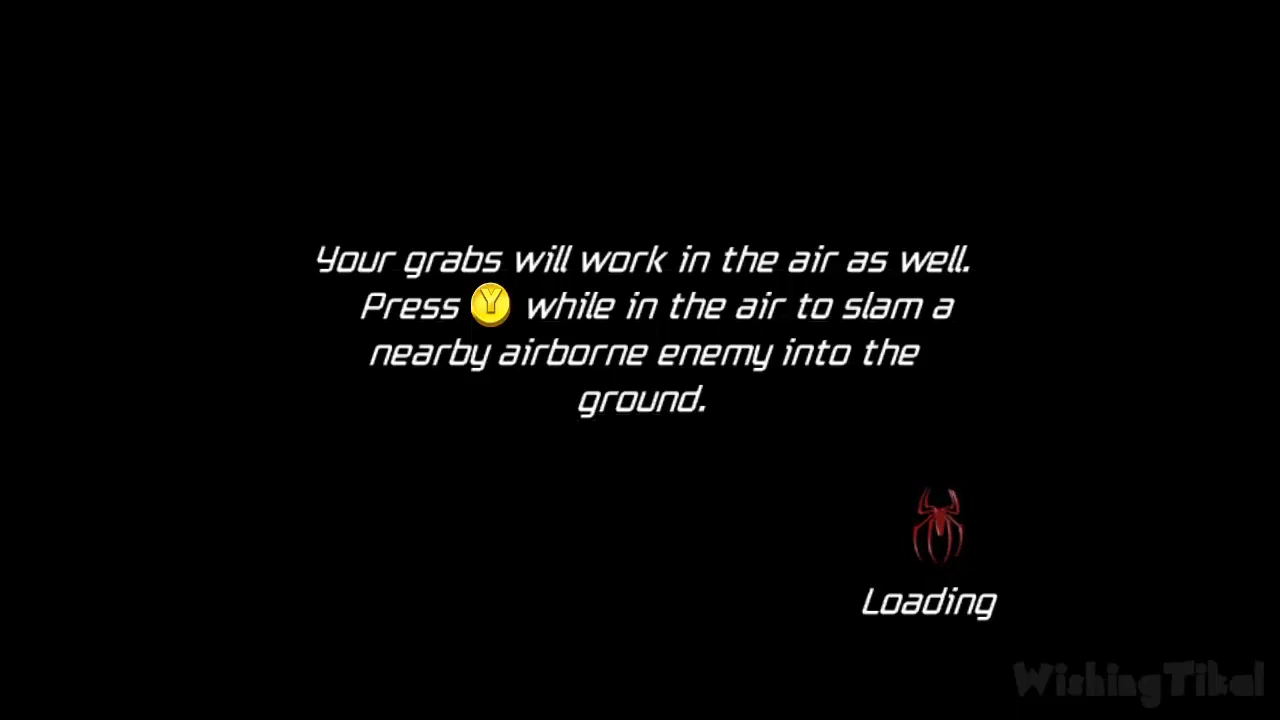 Your grabs will work in the air as well.
Press Y while in the air to slam a
nearby airborne enemy into the
ground.
Loading
WishingTikal